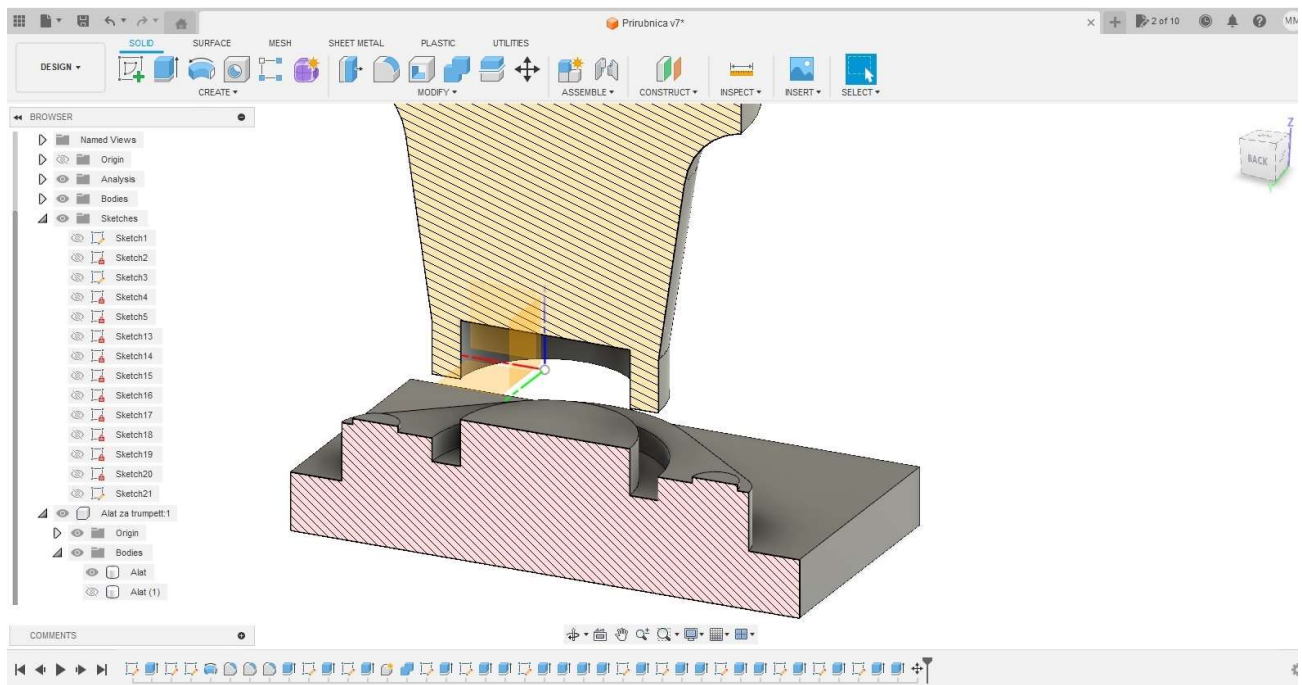 Prirubnica v7*
2 of 10
MM
SOLID SURFACE MESH SHEET METAL PLASTIC UTILITIES
DESIGN
CREATE MODIFY ASSEMBLE CONSTRUCT INSPECT INSERT SELECT
BROWSER
Named Views
Origin
Analysis
Bodies
Sketches
Sketch1
Sketch2
Sketch3
Sketch4
Sketch5
Sketch13
Sketch14
Sketch15
Sketch16
Sketch17
Sketch18
Sketch19
Sketch20
Sketch21
Alat za trumpett:1
Origin
Bodies
Alat
Alat (1)
Z
BACK
COMMENTS